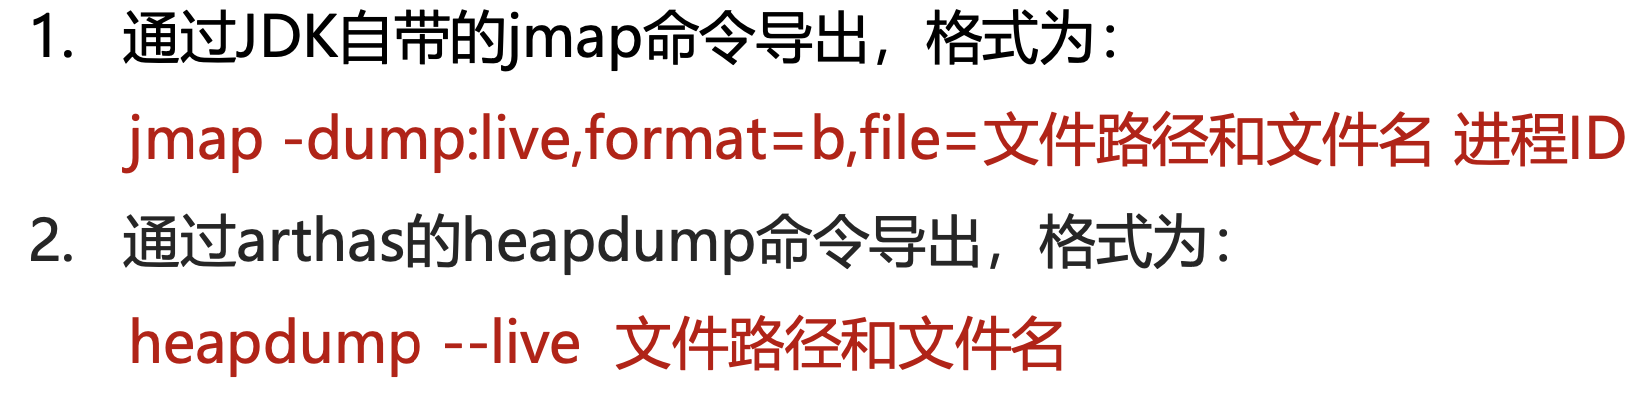 1. 通过JDK自带的jmap命令导出，格式为：
jmap -dump:live,format=b,file=文件路径和文件名 进程ID
2. 通过arthas的heapdump命令导出，格式为：
heapdump --live 文件路径和文件名